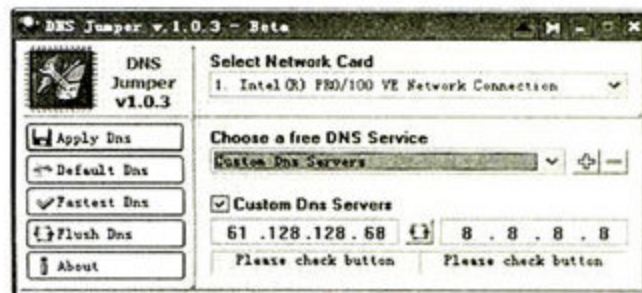 DNS Jumper v.1.0.3 - Beta
DNS
Jumper
v1.0.3
Select Network Card
1. Intel(R) PRO/100 VE Network Connection
Apply Dns
Default Dns
Fastest Dns
Flush Dns
About
Choose a free DNS Service
Custom Dns Servers
Custom Dns Servers
61 .128.128.68
8 . 8 . 8 . 8
Please check button
Please check button